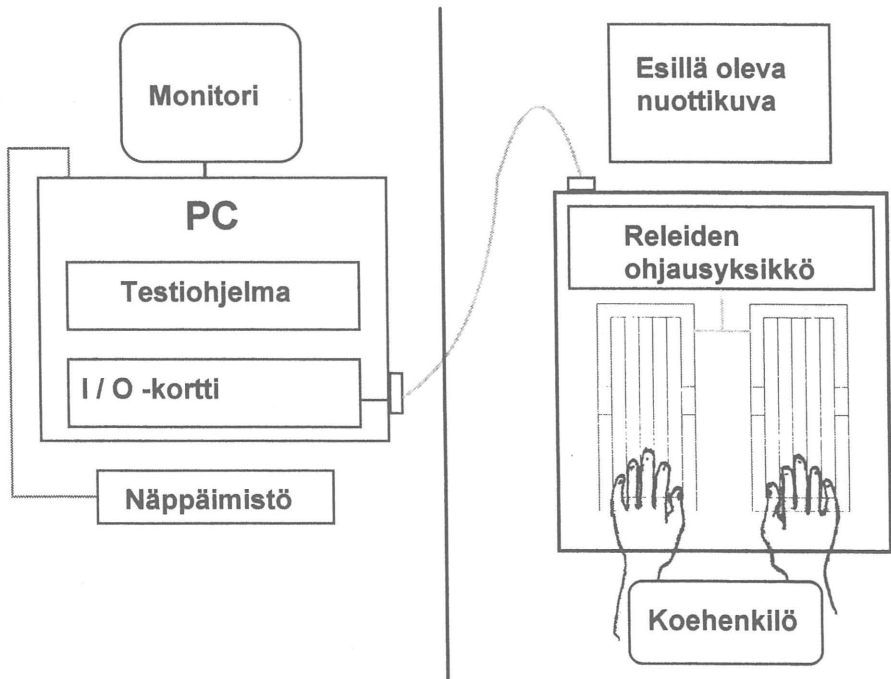 Monitori
PC
Testiohjelma
I / O -kortti
Näppäimistö
Esillä oleva
nuottikuva
Releiden
ohjausyksikkö
Koehenkilö